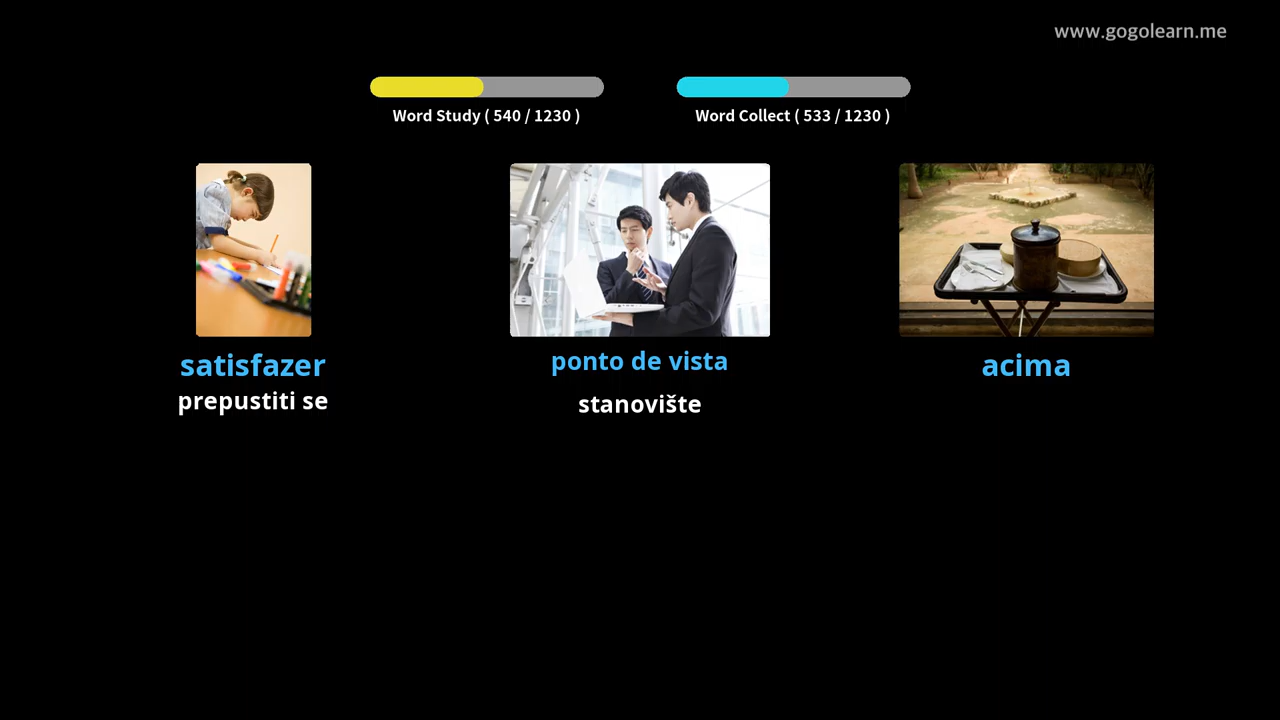 www.gogolearn.me
Word Study ( 540 / 1230 )
Word Collect ( 533 / 1230 )
satisfazer
prepustiti se
ponto de vista
stanovište
acima